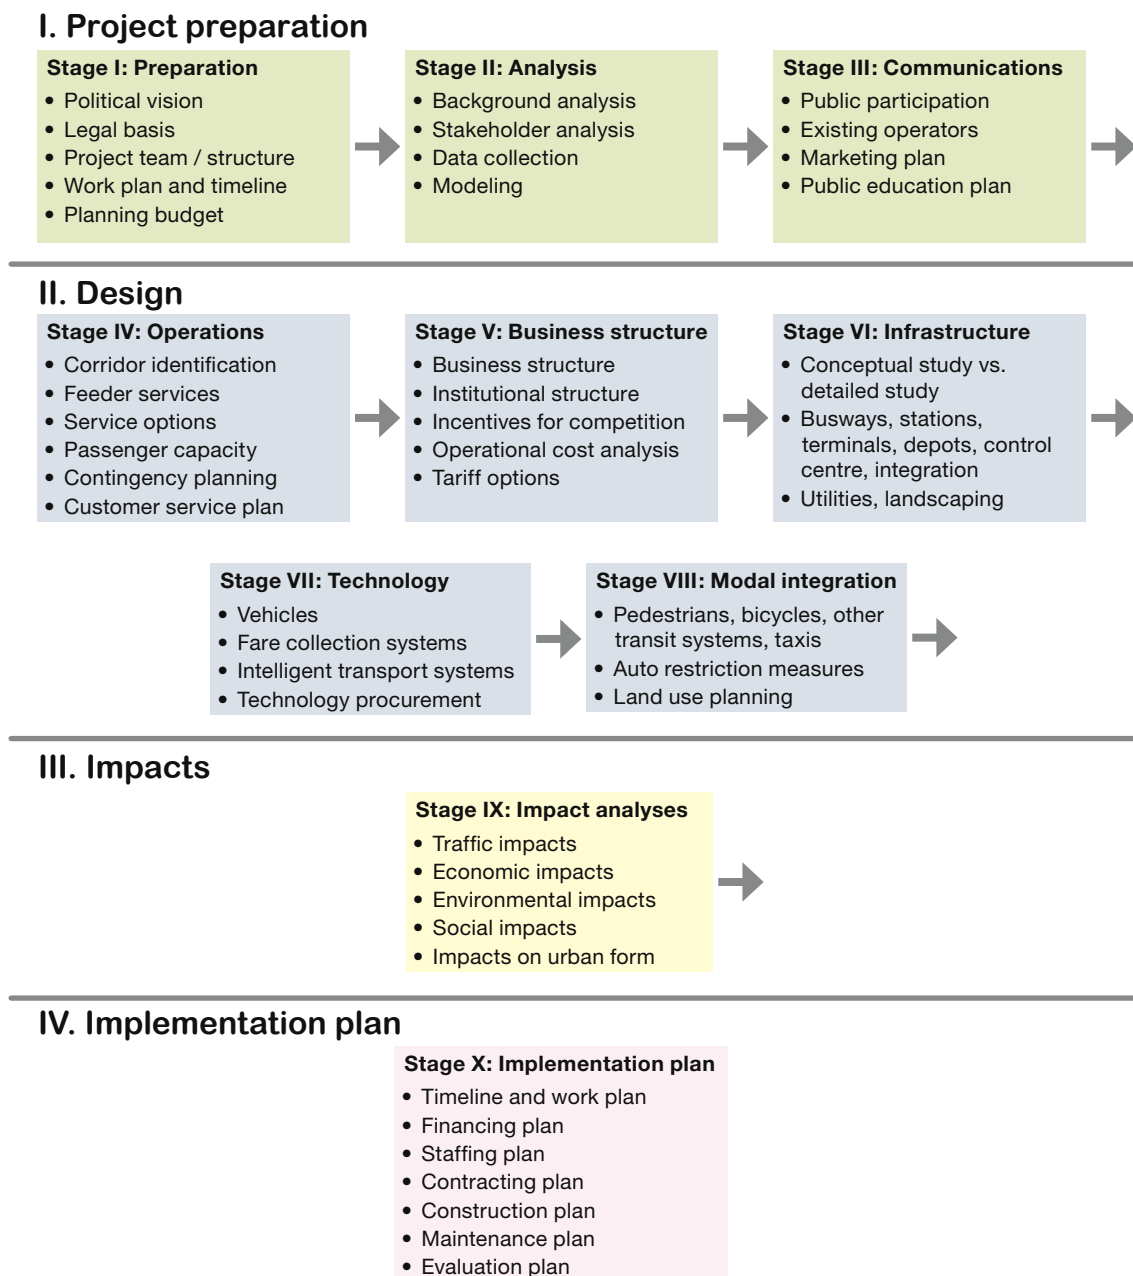 I. Project preparation
Stage I: Preparation
• Political vision
• Legal basis
• Project team / structure
• Work plan and timeline
• Planning budget
Stage II: Analysis
• Background analysis
• Stakeholder analysis
• Data collection
• Modeling
Stage III: Communications
• Public participation
• Existing operators
• Marketing plan
• Public education plan
II. Design
Stage IV: Operations
• Corridor identification
• Feeder services
• Service options
• Passenger capacity
• Contingency planning
• Customer service plan
Stage V: Business structure
• Business structure
• Institutional structure
• Incentives for competition
• Operational cost analysis
• Tariff options
Stage VI: Infrastructure
• Conceptual study vs.
detailed study
• Busways, stations,
terminals, depots, control
centre, integration
• Utilities, landscaping
Stage VII: Technology
• Vehicles
• Fare collection systems
• Intelligent transport systems
• Technology procurement
Stage VIII: Modal integration
• Pedestrians, bicycles, other
transit systems, taxis
• Auto restriction measures
• Land use planning
III. Impacts
Stage IX: Impact analyses
• Traffic impacts
• Economic impacts
• Environmental impacts
• Social impacts
• Impacts on urban form
IV. Implementation plan
Stage X: Implementation plan
• Timeline and work plan
• Financing plan
• Staffing plan
• Contracting plan
• Construction plan
• Maintenance plan
• Evaluation plan